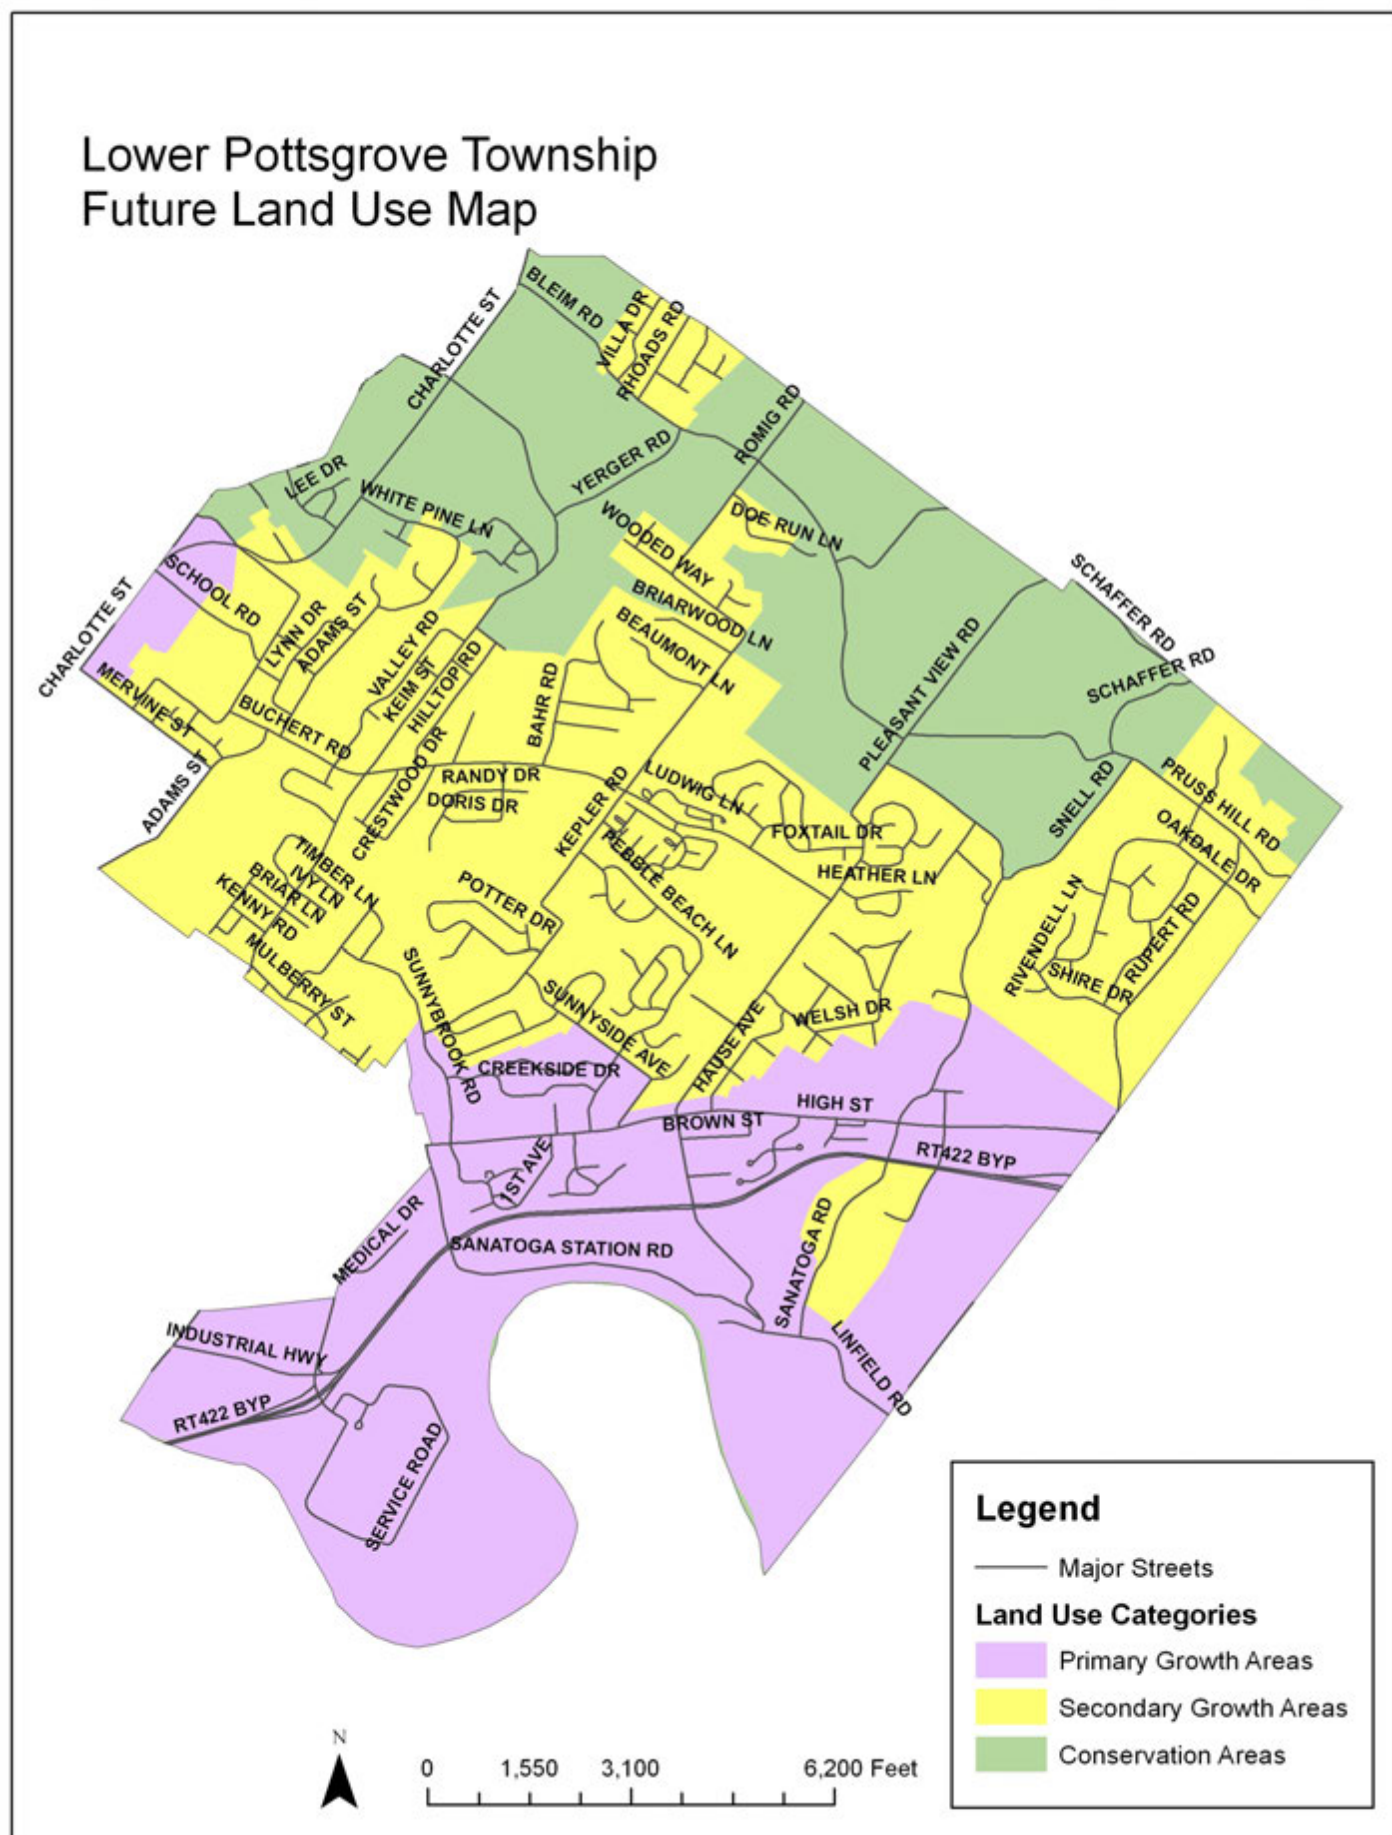 Lower Pottsgrove Township
Future Land Use Map
BLEIM RD
VILLA DR
RHOADS RD
CHARLOTTE ST
ROMIG RD
YERGER RD
LEE DR
WHITE PINE LN
WOODED WAY
DOE RUN LN
SCHOOL RD
CHARLOTTE ST
LYNN DR
ADAMS ST
VALLEY RD
KEIM ST
HILLTOP RD
BRIARWOOD LN
BEAUMONT LN
SCHAFFER RD
SCHAFFER RD
PLEASANT VIEW RD
MERVINE ST
BUCHERT RD
BAHR RD
ADAMS ST
CRESTWOOD DR
RANDY DR
DORIS DR
KEPLER RD
LUDWIG LN
FOXTAIL DR
HEATHER LN
SNELL RD
PRUSS HILL RD
OAKDALE DR
TIMBER LN
IVY LN
BRIAR LN
KENNY RD
MULBERRY ST
POTTER DR
PEBBLE BEACH LN
RIVENDELL LN
RUPERT RD
SHIRE DR
SUNNYBROOK RD
SUNNYSIDE AVE
HAUSE AVE
WELSH DR
CREEKSIDE DR
HIGH ST
BROWN ST
RT422 BYP
1ST AVE
MEDICAL DR
SANATOGA STATION RD
SANATOGA RD
LINFIELD RD
INDUSTRIAL HWY
RT422 BYP
SERVICE ROAD
Legend
Major Streets
Land Use Categories
Primary Growth Areas
Secondary Growth Areas
Conservation Areas
N
0 1,550 3,100 6,200 Feet